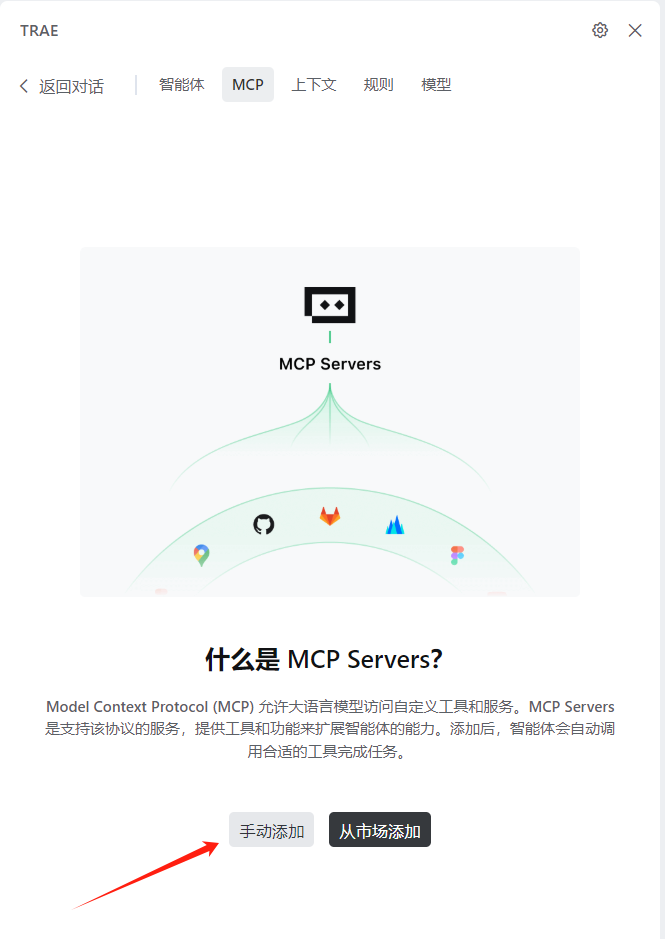 TRAE
返回对话 智能体 MCP 上下文 规则 模型
MCP Servers
什么是 MCP Servers?
Model Context Protocol (MCP) 允许大语言模型访问自定义工具和服务。MCP Servers
是支持该协议的服务，提供工具和功能来扩展智能体的能力。添加后，智能体会自动调
用合适的工具完成任务。
手动添加 从市场添加